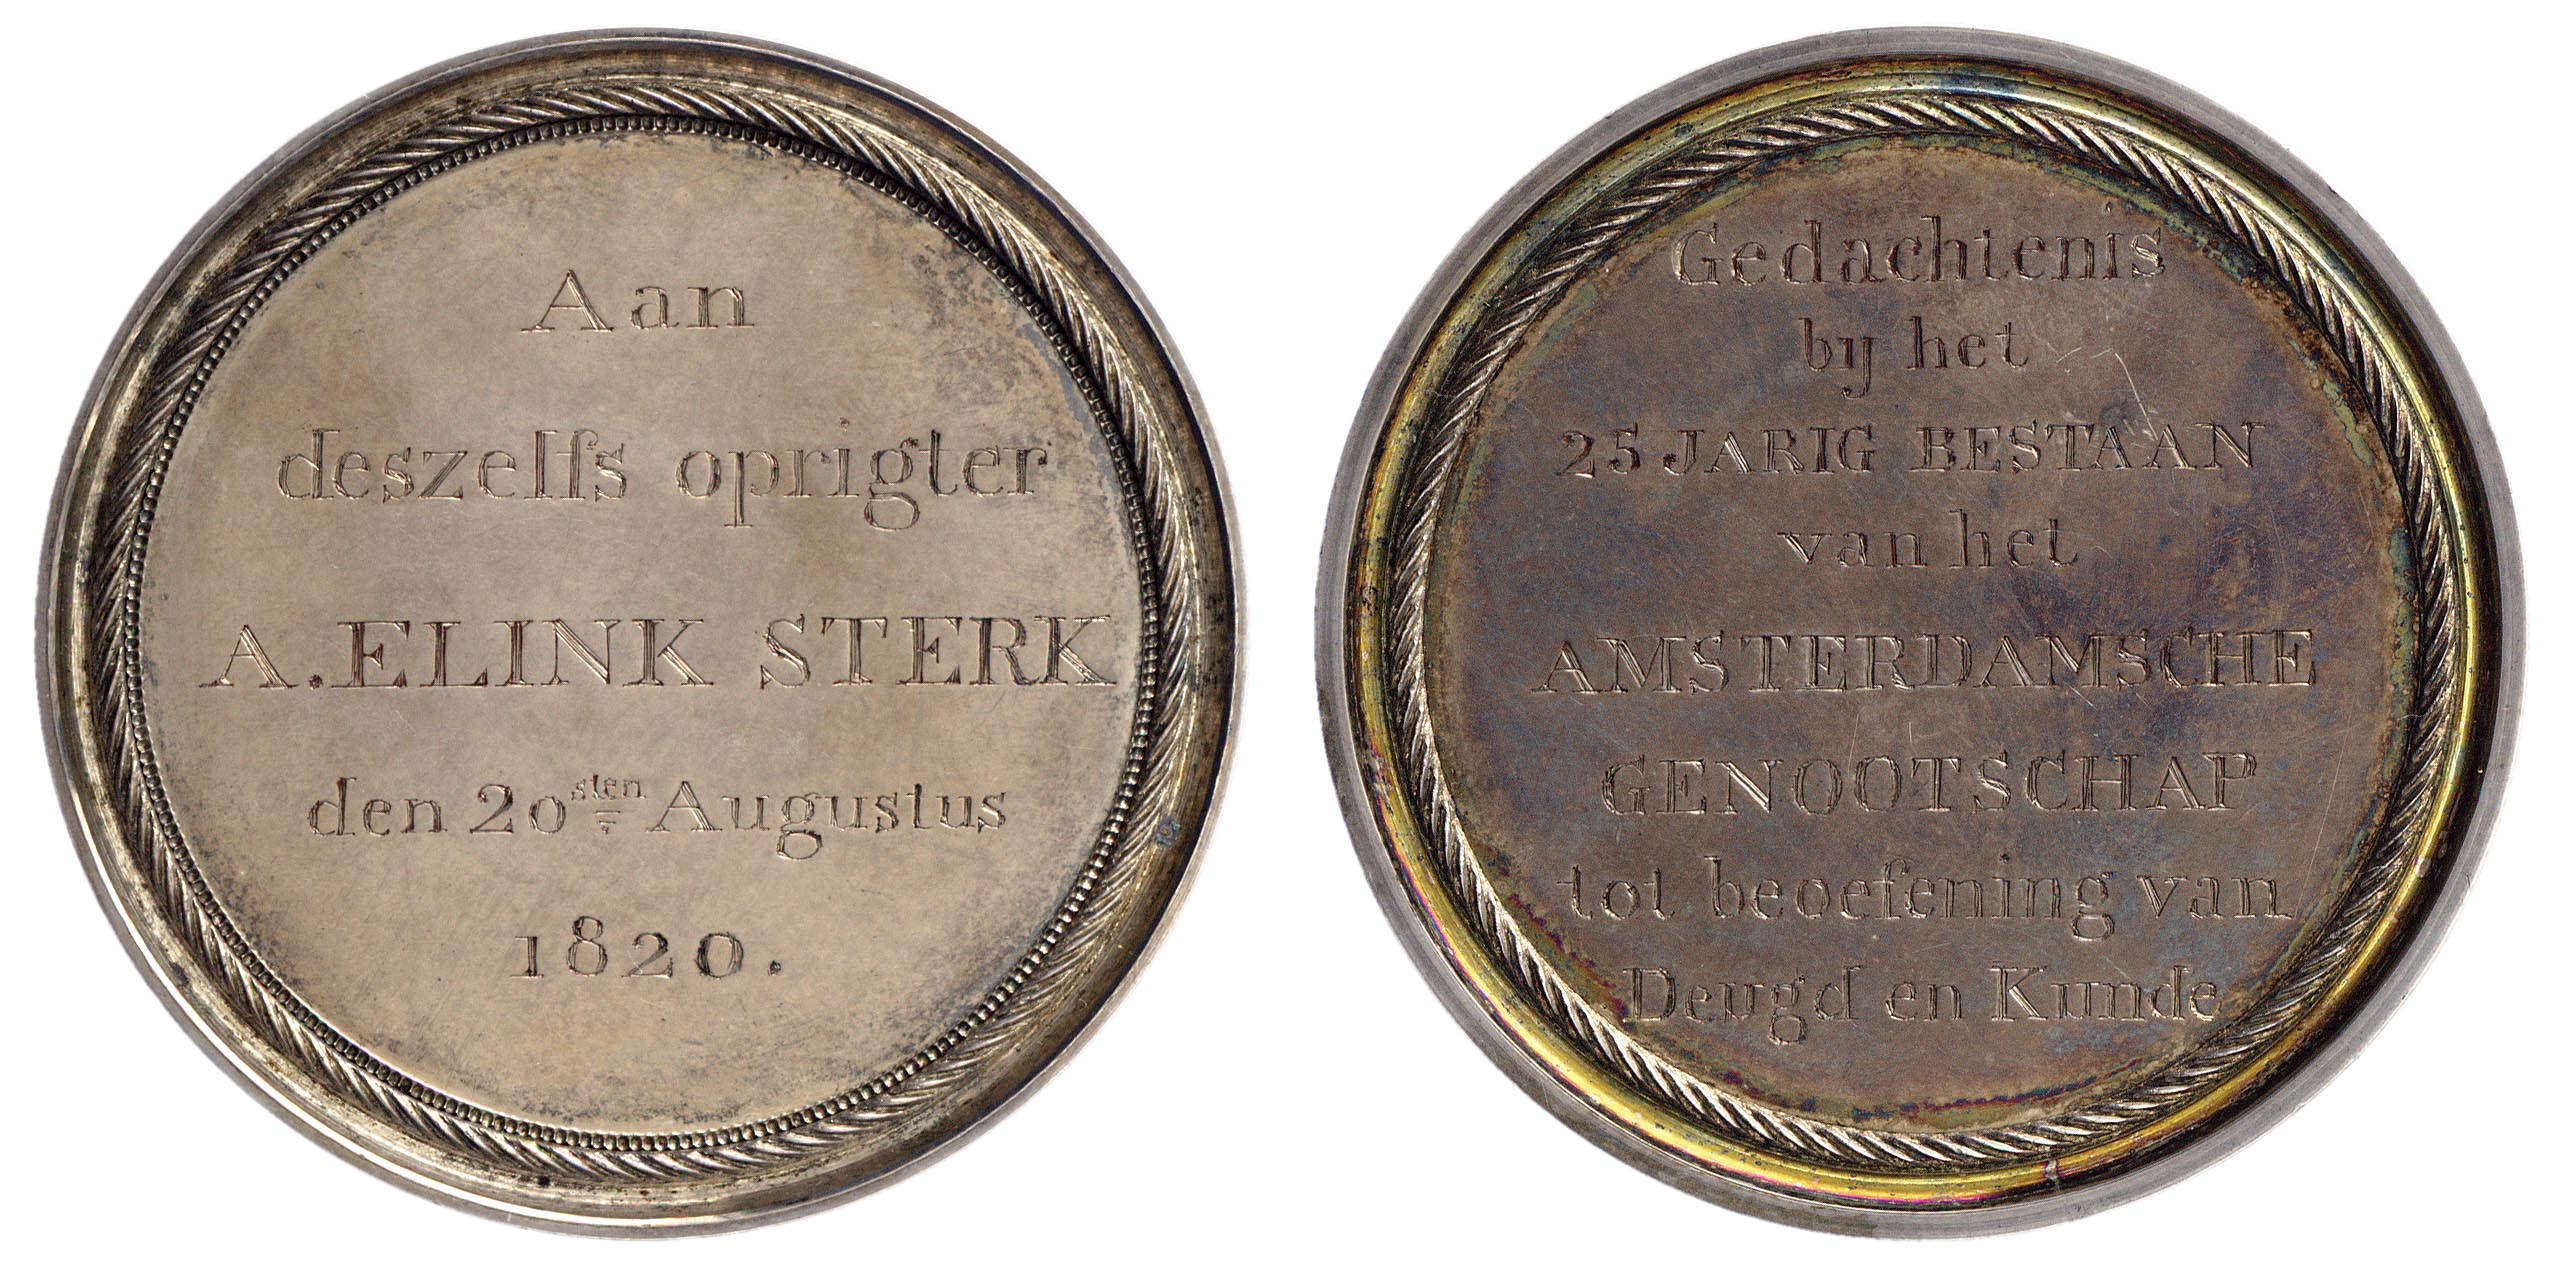 Aan
deszelfs oprigter
A. ELINK STERK
den 20sten Augustus
1820.
Gedachtenis
bij het
25 JARIG BESTAAN
van het
AMSTERDAMSCHE
GENOOTSCHAP
tot beoefening van
Deugd en Kunde